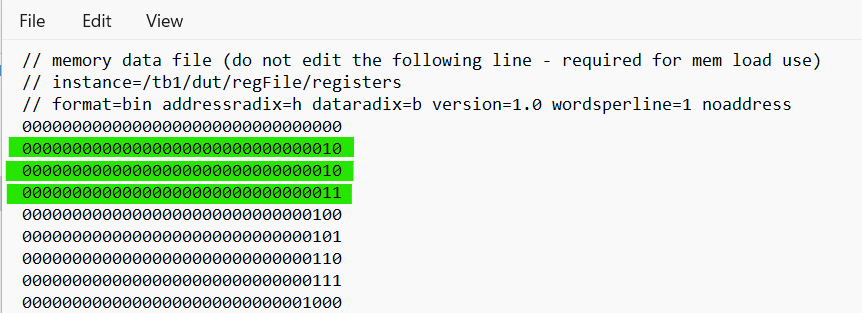 File Edit View
// memory data file (do not edit the following line - required for mem load use)
// instance=/tb1/dut/regFile/registers
// format=bin addressradix=h dataradix=b version=1.0 wordsperline=1 noaddress
00000000000000000000000000000000
00000000000000000000000000000010
00000000000000000000000000000010
00000000000000000000000000000011
00000000000000000000000000000100
00000000000000000000000000000101
00000000000000000000000000000110
00000000000000000000000000000111
00000000000000000000000000001000